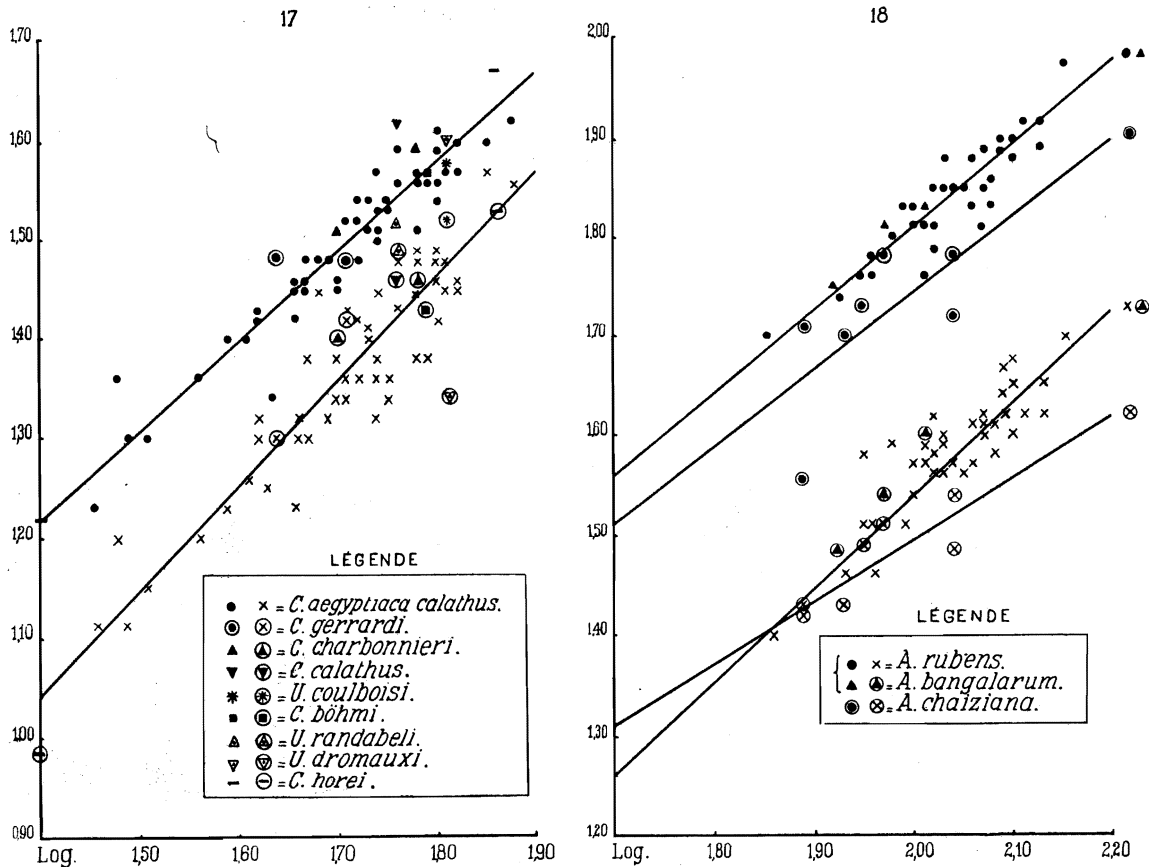 17
1,70
1,60
1,50
1,40
1,30
1,20
1,10
1,00
0,90
Log.
1,50
1,60
1,70
1,80
1,90
LÉGENDE
= C. aegyptiaca calathus.
= C. gerrardi.
= C. charbonnieri.
= C. calathus.
= U. coulboisi.
= C. böhmi.
= U. randabeli.
= U. dromauxi.
= C. horei.
18
2,00
1,90
1,80
1,70
1,60
1,50
1,40
1,30
1,20
Log.
1,80
1,90
2,00
2,10
2,20
LÉGENDE
= A. rubens.
= A. bangalarum.
= A. chaiziana.